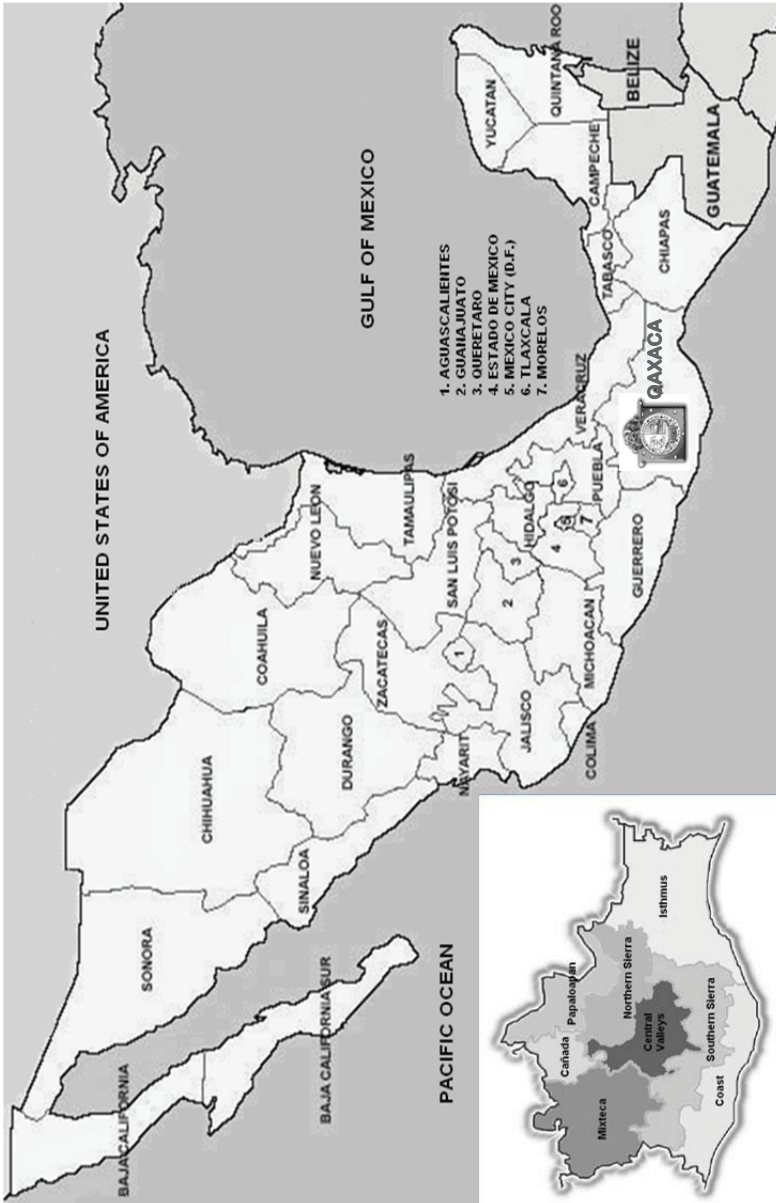 UNITED STATES OF AMERICA
GULF OF MEXICO
PACIFIC OCEAN
BAJA CALIFORNIA
BAJA CALIFORNIA SUR
SONORA
CHIHUAHUA
SINALOA
COAHUILA
DURANGO
NUEVO LEON
ZACATECAS
TAMAULIPAS
SAN LUIS POTOSI
NAYARIT
JALISCO
COLIMA
MICHOACAN
HIDALGO
VERACRUZ
PUEBLA
GUERRERO
OAXACA
TABASCO
CHIAPAS
CAMPECHE
YUCATAN
QUINTANA ROO
BELIZE
GUATEMALA
1
2
3
4
5
6
7
1. AGUASCALIENTES
2. GUANAJUATO
3. QUERETARO
4. ESTADO DE MEXICO
5. MEXICO CITY (D.F.)
6. TLAXCALA
7. MORELOS
Mixteca
Cañada
Papaloapan
Northern Sierra
Central
Valleys
Isthmus
Southern Sierra
Coast